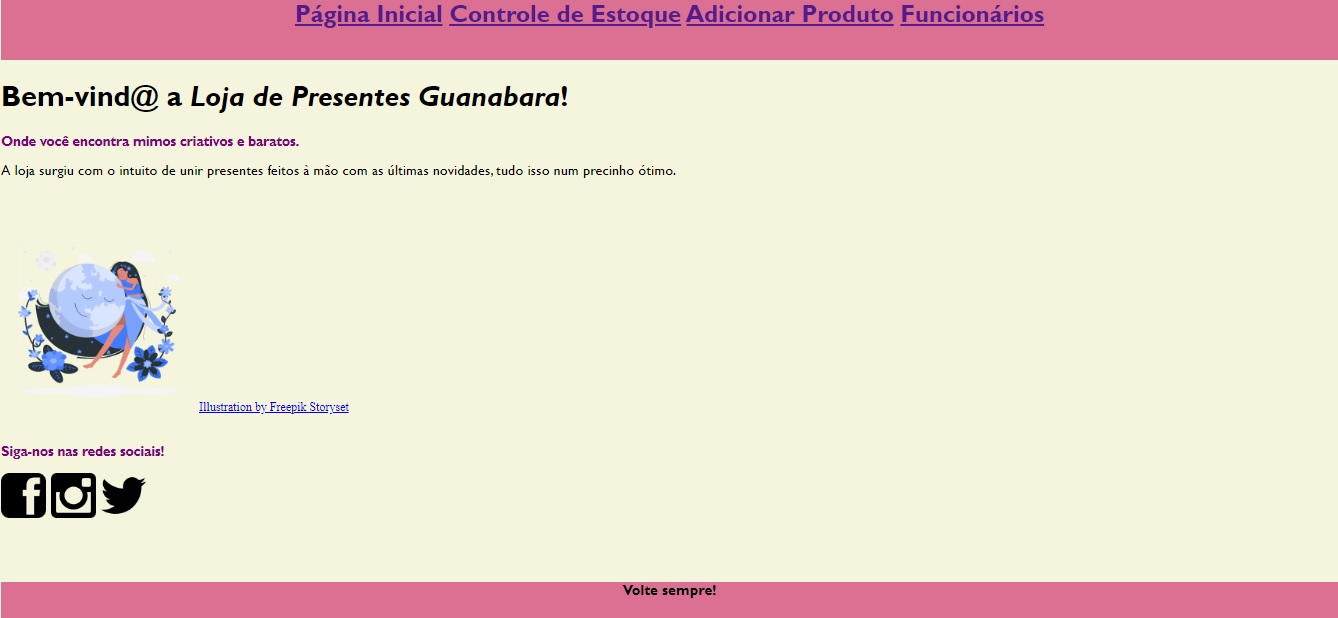 Página Inicial Controle de Estoque Adicionar Produto Funcionários
Bem-vind@ a Loja de Presentes Guanabara!
Onde você encontra mimos criativos e baratos.
A loja surgiu com o intuito de unir presentes feitos à mão com as últimas novidades, tudo isso num precinho ótimo.
Illustration by Freepik Storyset
Siga-nos nas redes sociais!
Volte sempre!